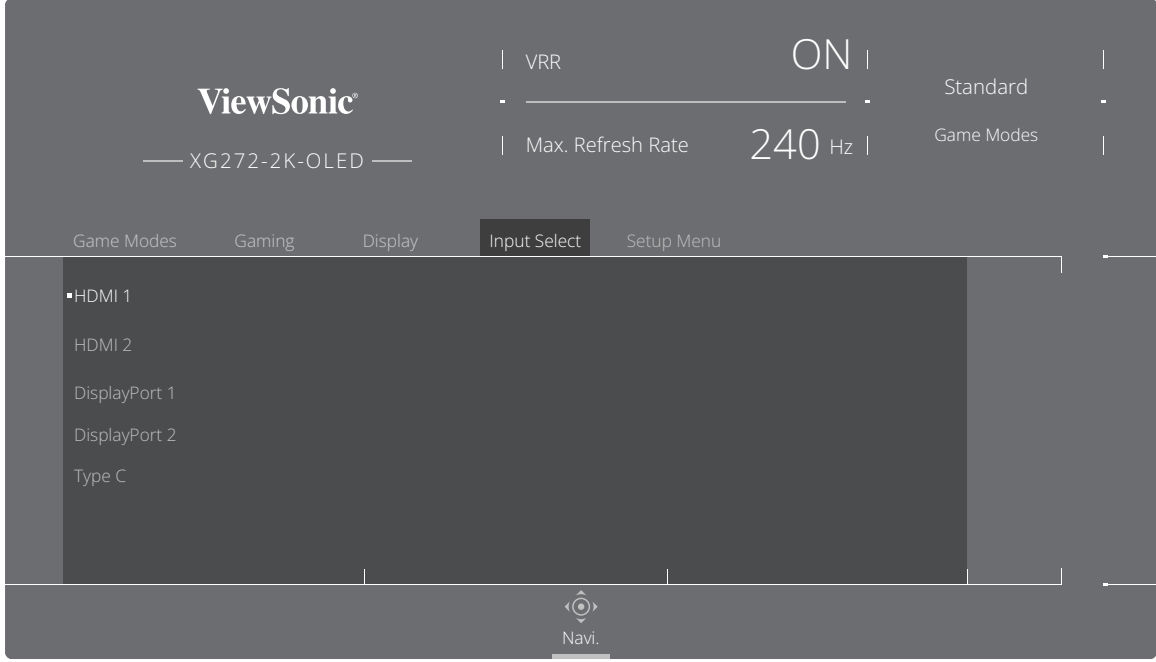 ViewSonic®
XG272-2K-OLED
VRR ON
Max. Refresh Rate 240 Hz
Standard
Game Modes
Game Modes Gaming Display Input Select Setup Menu
HDMI 1
HDMI 2
DisplayPort 1
DisplayPort 2
Type C
Navi.